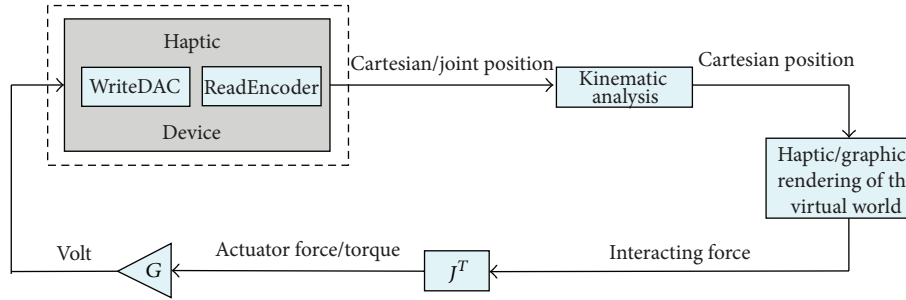 Haptic
WriteDAC
ReadEncoder
Device
Cartesian/joint position
Kinematic
analysis
Cartesian position
Haptic/graphic
rendering of the
virtual world
Interacting force
J^T
Actuator force/torque
G
Volt